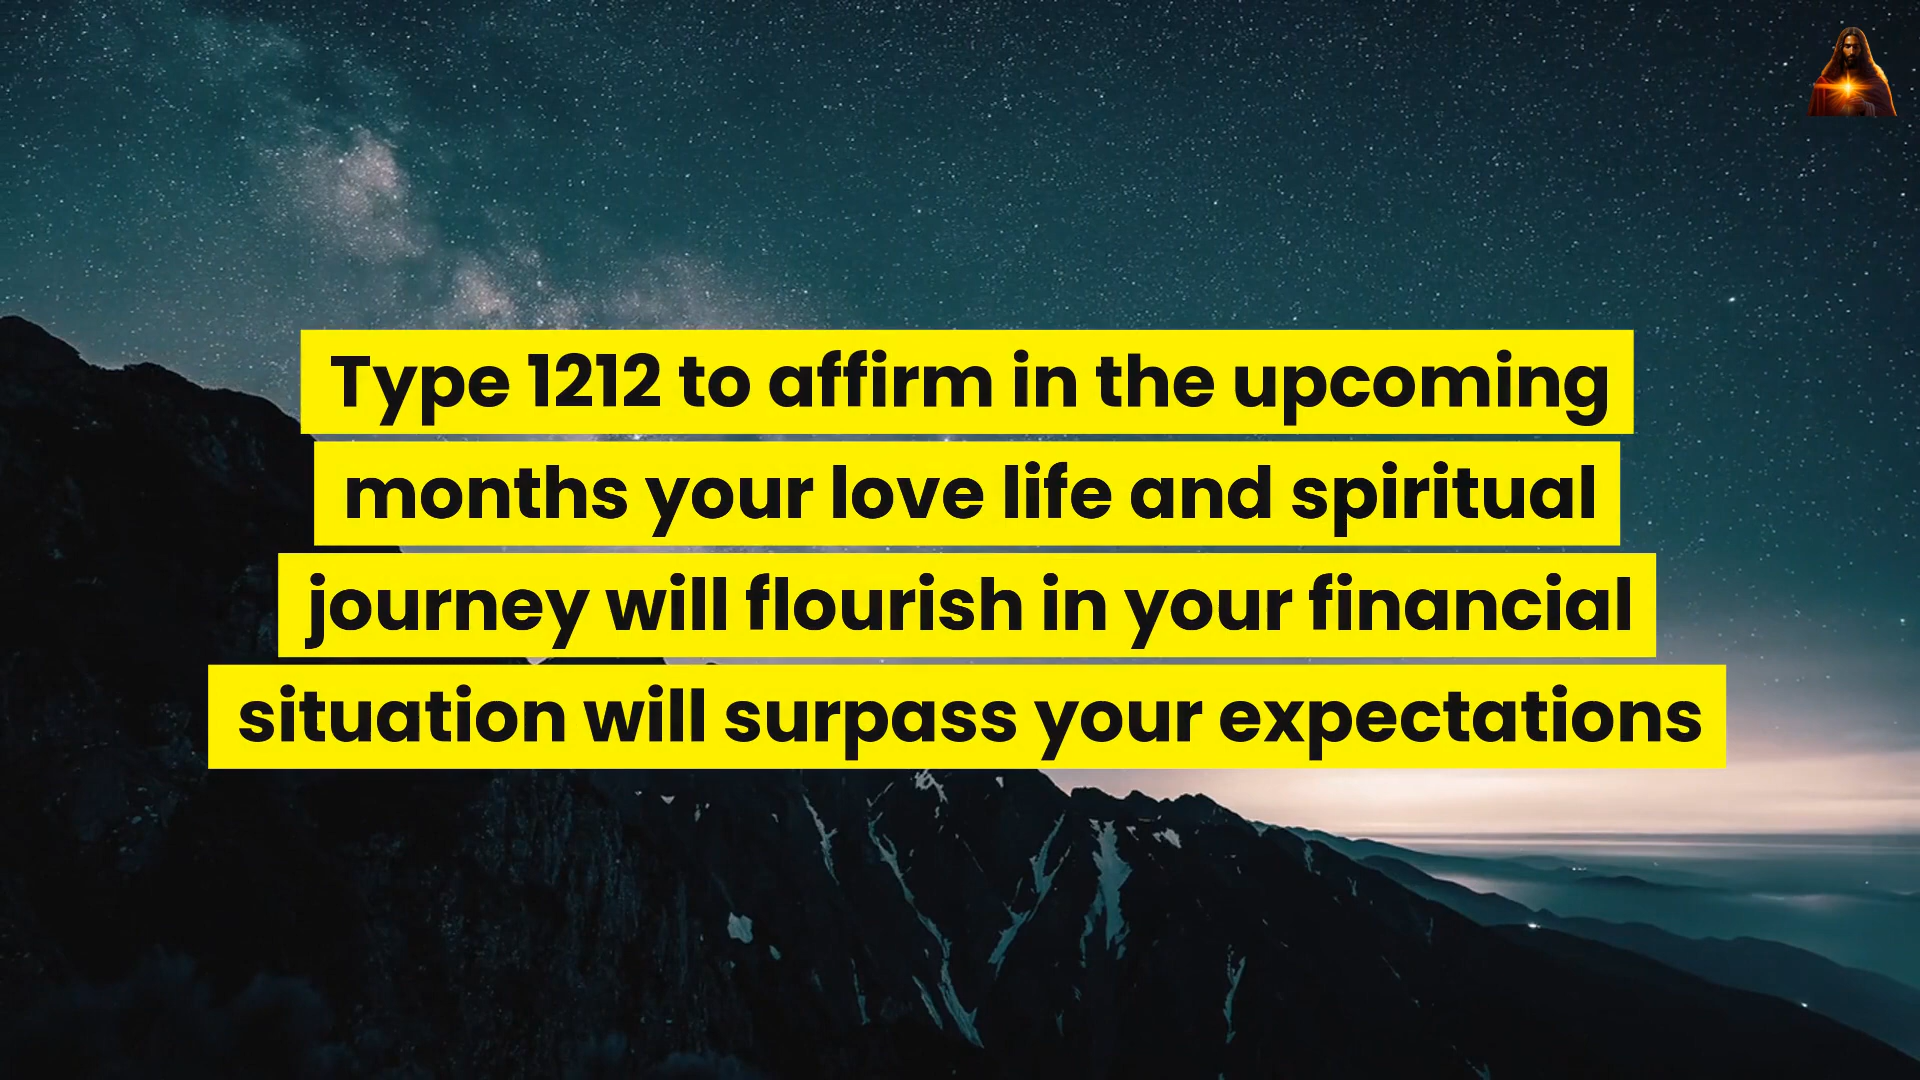 Type 1212 to affirm in the upcoming
months your love life and spiritual
journey will flourish in your financial
situation will surpass your expectations